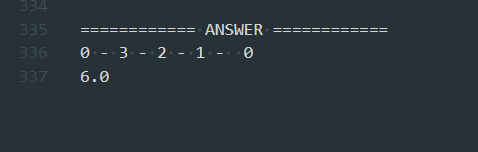 334
335 ============ ANSWER ============
336 0 - 3 - 2 - 1 -  0
337 6.0